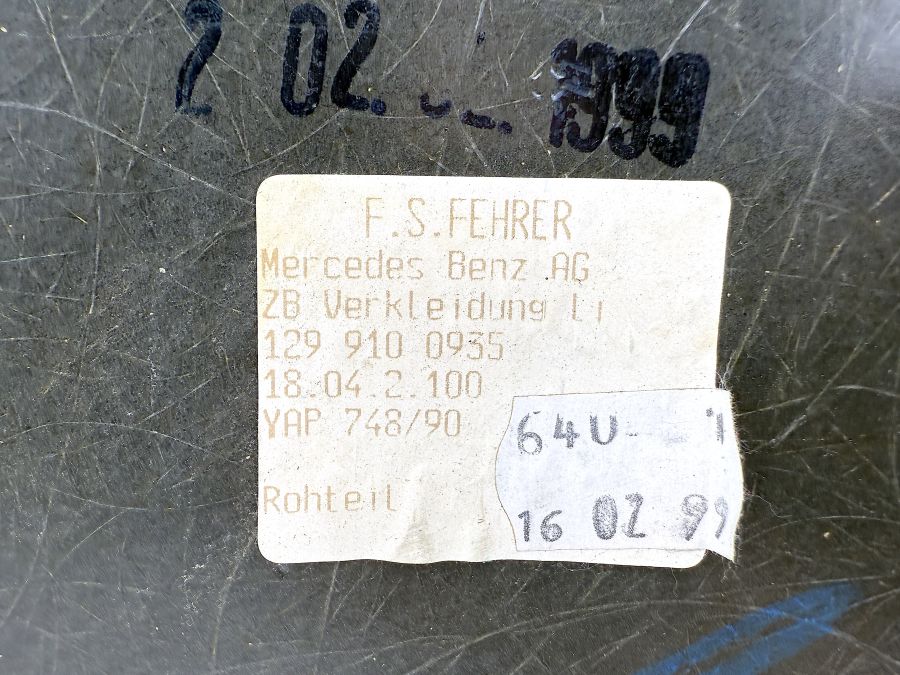 2 02. 1999
F.S.FEHRER
Mercedes Benz AG
ZB Verkleidung Li
129 910 0935
18.04.2.100
YAP 748/90
64U
Rohteil
16 02 99